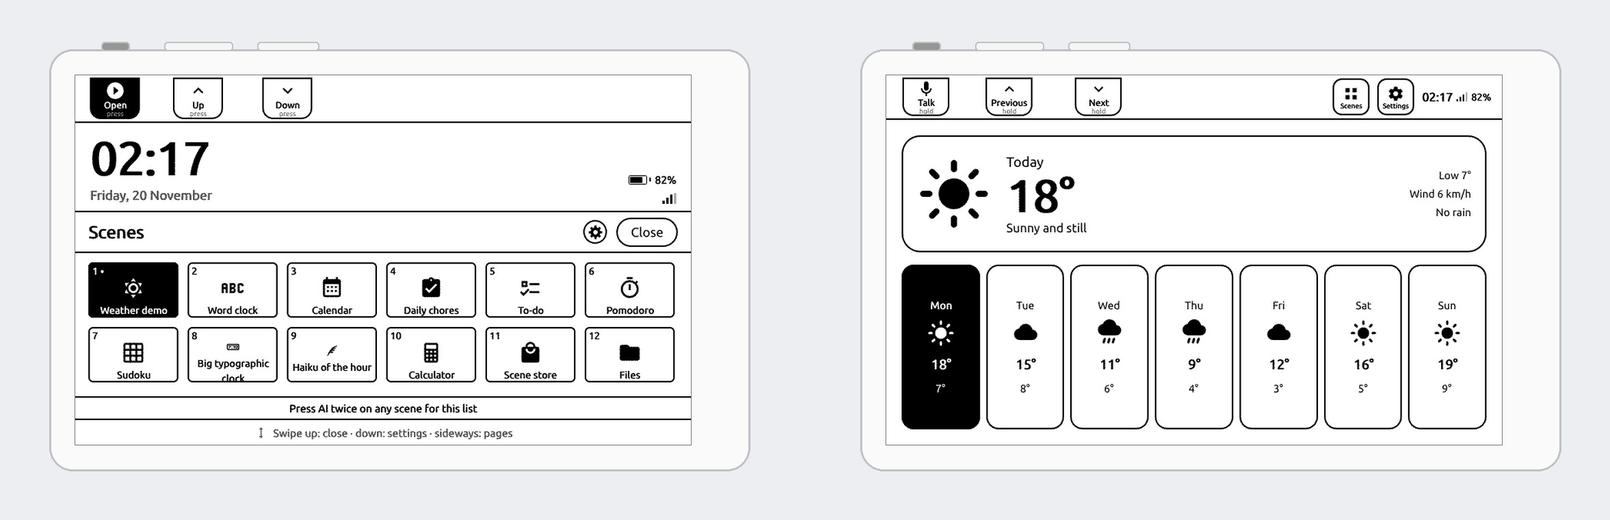 Open
press
Up
press
Down
press
02:17
Friday, 20 November
82%
Scenes
Close
1
Weather demo
2
ABC
Word clock
3
Calendar
4
Daily chores
5
To-do
6
Pomodoro
7
Sudoku
8
Big typographic
clock
9
Haiku of the hour
10
Calculator
11
Scene store
12
Files
Press AI twice on any scene for this list
Swipe up: close · down: settings · sideways: pages
Talk
hold
Previous
hold
Next
hold
Scenes
Settings
02:17
82%
Today
18°
Sunny and still
Low 7°
Wind 6 km/h
No rain
Mon
18°
7°
Tue
15°
8°
Wed
11°
6°
Thu
9°
4°
Fri
12°
3°
Sat
16°
5°
Sun
19°
9°